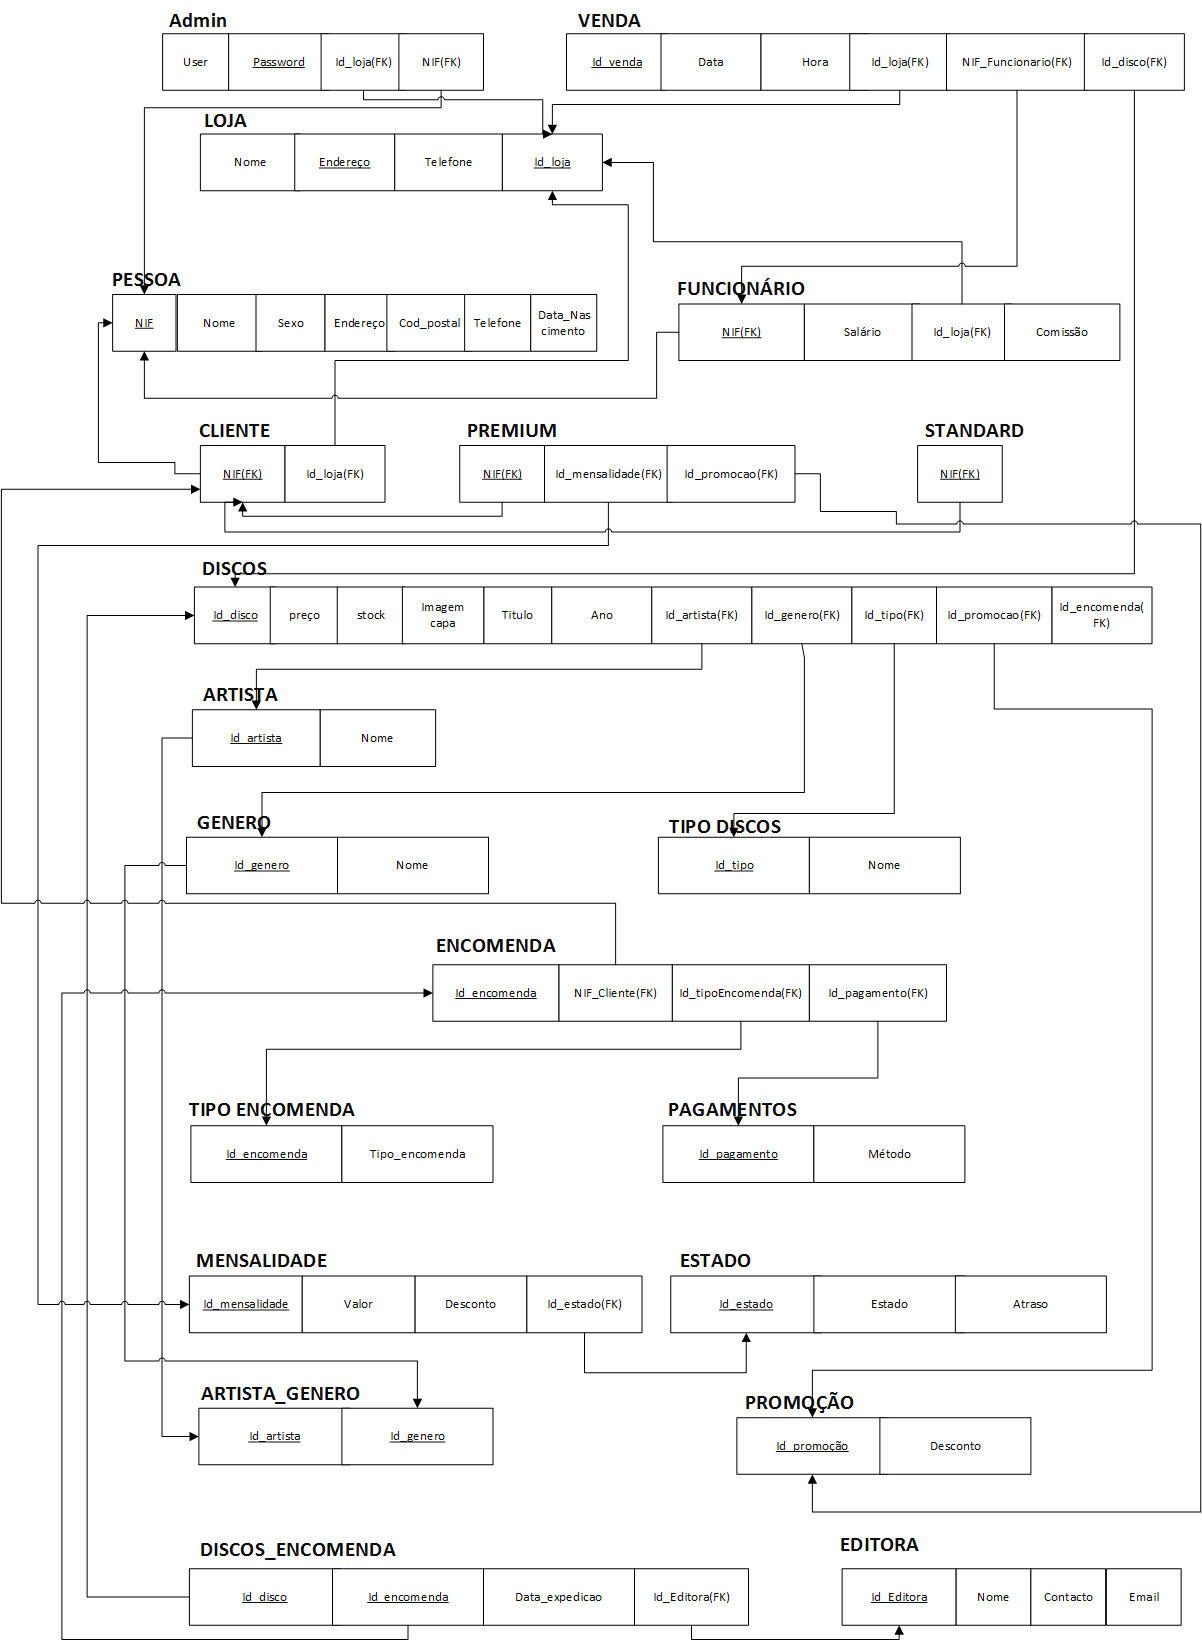 Admin
User Password Id_loja(FK) NIF(FK)
VENDA
Id_venda Data Hora Id_loja(FK) NIF_Funcionario(FK) Id_disco(FK)
LOJA
Nome Endereço Telefone Id_loja
PESSOA
NIF Nome Sexo Endereço Cod_postal Telefone Data_Nas
cimento
FUNCIONÁRIO
NIF(FK) Salário Id_loja(FK) Comissão
CLIENTE
NIF(FK) Id_loja(FK)
PREMIUM
NIF(FK) Id_mensalidade(FK) Id_promocao(FK)
STANDARD
NIF(FK)
DISCOS
Id_disco preço stock Imagem
capa Titulo Ano Id_artista(FK) Id_genero(FK) Id_tipo(FK) Id_promocao(FK) Id_encomenda(
FK)
ARTISTA
Id_artista Nome
GENERO
Id_genero Nome
TIPO DISCOS
Id_tipo Nome
ENCOMENDA
Id_encomenda NIF_Cliente(FK) Id_tipoEncomenda(FK) Id_pagamento(FK)
TIPO ENCOMENDA
Id_encomenda Tipo_encomenda
PAGAMENTOS
Id_pagamento Método
MENSALIDADE
Id_mensalidade Valor Desconto Id_estado(FK)
ESTADO
Id_estado Estado Atraso
ARTISTA_GENERO
Id_artista Id_genero
PROMOÇÃO
Id_promoção Desconto
DISCOS_ENCOMENDA
Id_disco Id_encomenda Data_expedicao Id_Editora(FK)
EDITORA
Id_Editora Nome Contacto Email